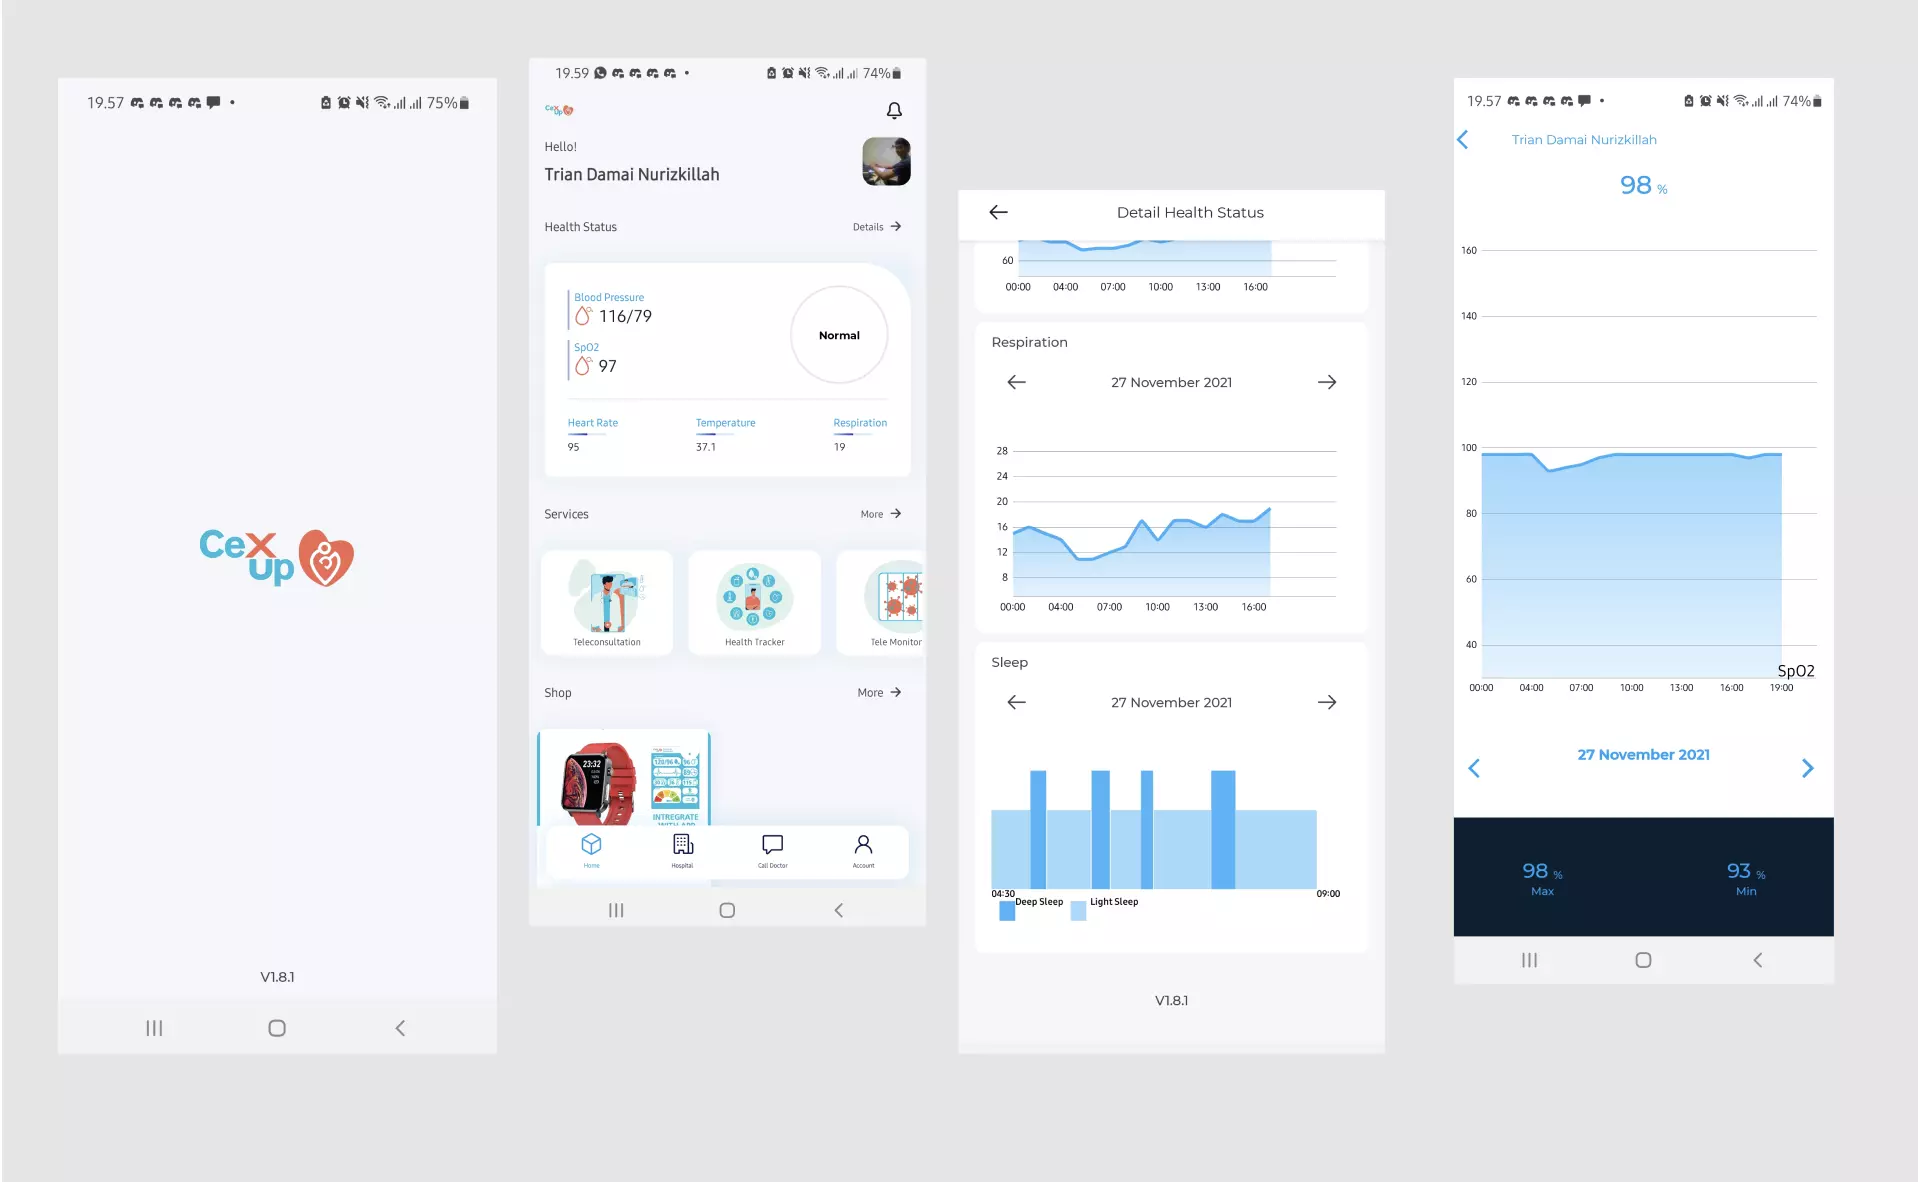 19.57
75%
CeX
Up
V1.8.1
19.59
74%
CeX
Up
Hello!
Trian Damai Nurizkillah
Health Status
Details
Blood Pressure
116/79
SpO2
97
Normal
Heart Rate
Temperature
Respiration
95
37.1
19
Services
More
Teleconsultation
Health Tracker
Tele Monitor
Shop
More
23:32
INTREGRATE
WITH APP
Home
Hospital
Call Doctor
Account
Detail Health Status
60
00:00 04:00 07:00 10:00 13:00 16:00
Respiration
27 November 2021
28
24
20
16
12
8
00:00 04:00 07:00 10:00 13:00 16:00
Sleep
27 November 2021
04:30
09:00
Deep Sleep
Light Sleep
V1.8.1
19.57
74%
Trian Damai Nurizkillah
98 %
160
140
120
100
80
60
40
SpO2
00:00 04:00 07:00 10:00 13:00 16:00 19:00
27 November 2021
98 %
Max
93 %
Min